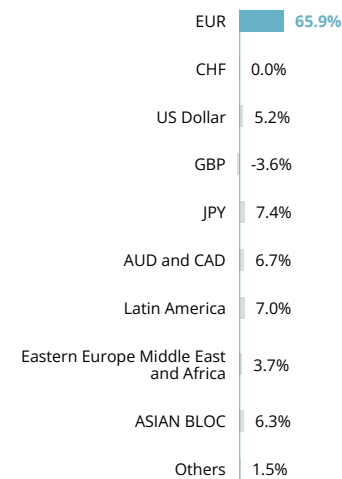 EUR 65.9%
CHF 0.0%
US Dollar 5.2%
GBP -3.6%
JPY 7.4%
AUD and CAD 6.7%
Latin America 7.0%
Eastern Europe Middle East
and Africa 3.7%
ASIAN BLOC 6.3%
Others 1.5%